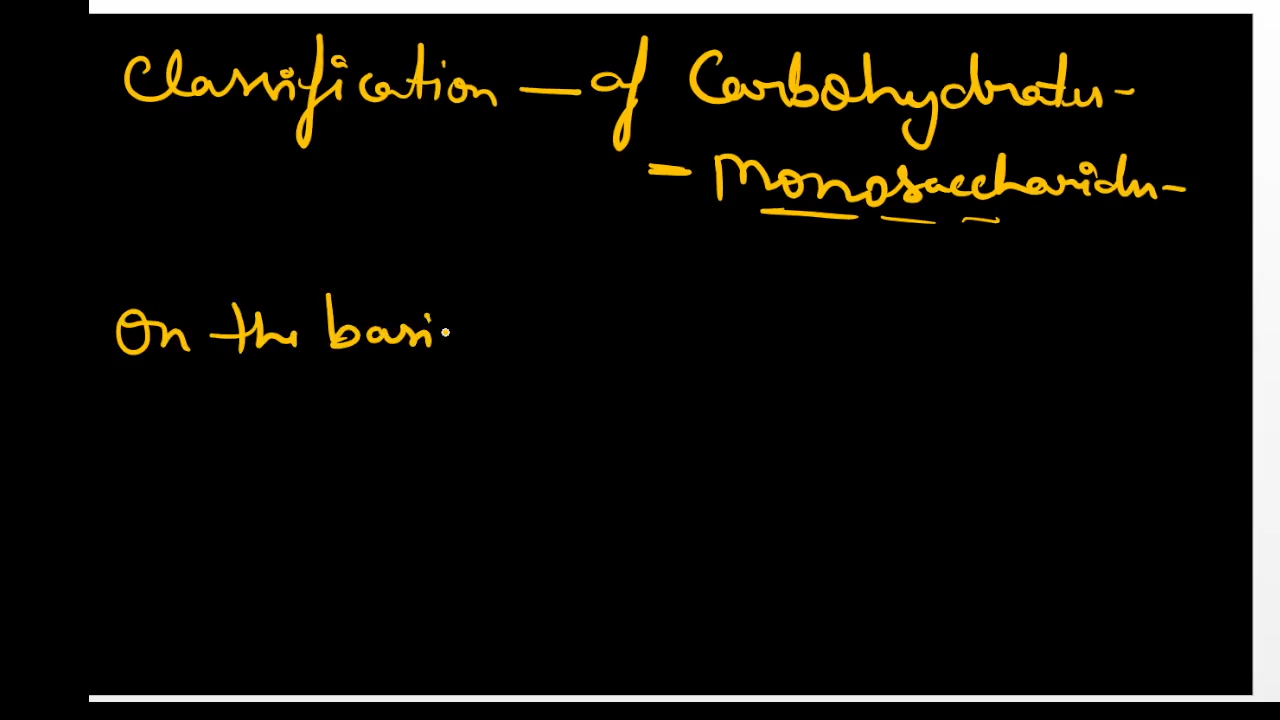 Classification — of Carbohydrates -
- Monosaccharides -
On the basi